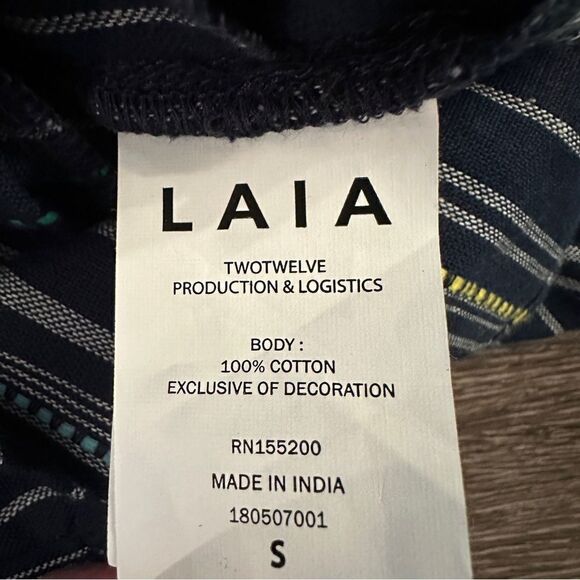 LAIA
TWOTWELVE
PRODUCTION & LOGISTICS
BODY :
100% COTTON
EXCLUSIVE OF DECORATION
RN155200
MADE IN INDIA
180507001
S